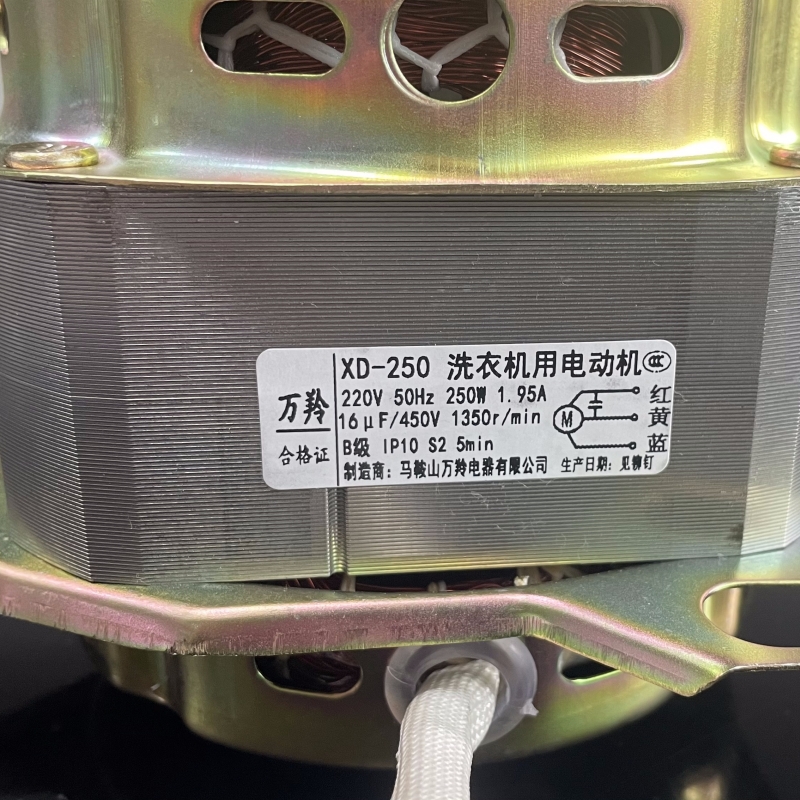 XD-250 洗衣机用电动机 CCC
万羚
合格证
220V 50Hz 250W 1.95A
16μF/450V 1350r/min
B级 IP10 S2 5min
制造商：马鞍山万羚电器有限公司 生产日期：见铆钉
M
红
黄
蓝